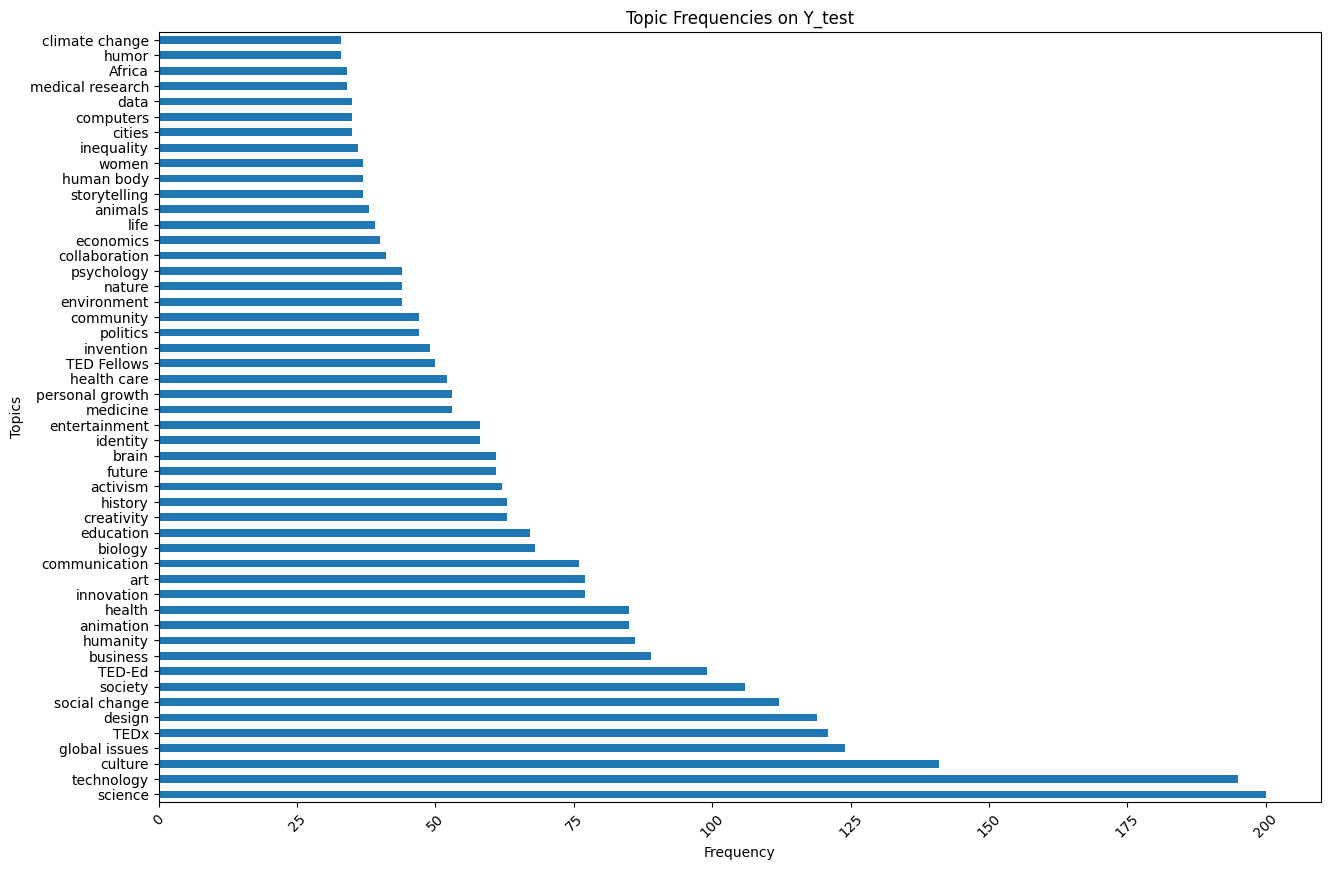 Topic Frequencies on Y_test
climate change
humor
Africa
medical research
data
computers
cities
inequality
women
human body
storytelling
animals
life
economics
collaboration
psychology
nature
environment
community
politics
invention
TED Fellows
health care
personal growth
medicine
entertainment
identity
brain
future
activism
history
creativity
education
biology
communication
art
innovation
health
animation
humanity
business
TED-Ed
society
social change
design
TEDx
global issues
culture
technology
science
Topics
0 25 50 75 100 125 150 175 200
Frequency